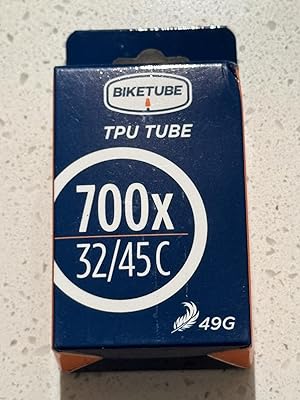 BIKETUBE
TPU TUBE
700x
32/45C
49G